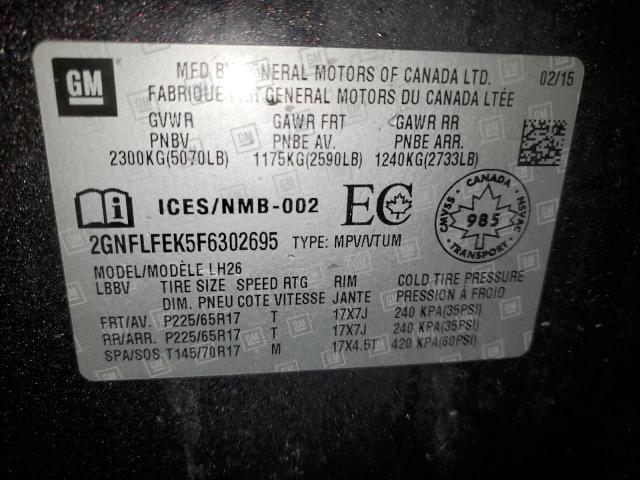 GM
MFD BY GENERAL MOTORS OF CANADA LTD. 02/15
FABRIQUE PAR GENERAL MOTORS DU CANADA LTÉE
GVWR GAWR FRT GAWR RR
PNBV PNBE AV. PNBE ARR.
2300KG(5070LB) 1175KG(2590LB) 1240KG(2733LB)
i ICES/NMB-002 EC
CANADA
CMVSS 985 NSVAC
TRANSPORT
2GNFLFEK5F6302695 TYPE: MPV/VTUM
MODEL/MODÈLE LH26
LBBV TIRE SIZE SPEED RTG RIM COLD TIRE PRESSURE
DIM. PNEU COTE VITESSE JANTE PRESSION À FROID
FRT/AV. P225/65R17 T 17X7J 240 KPA(35PSI)
RR/ARR. P225/65R17 T 17X7J 240 KPA(35PSI)
SPA/SOS T145/70R17 M 17X4.5T 420 KPA(60PSI)